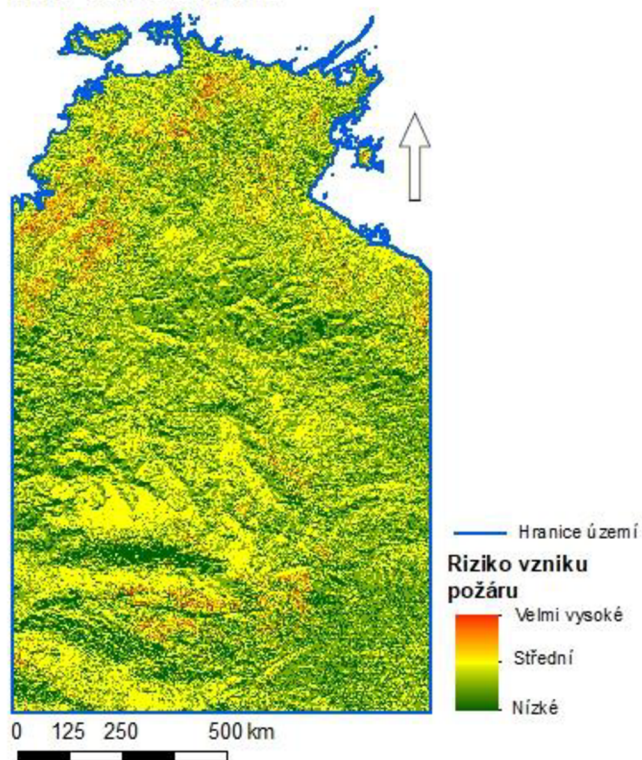 Hranice území
Riziko vzniku
požáru
Velmi vysoké
Střední
Nízké
0 125 250 500 km